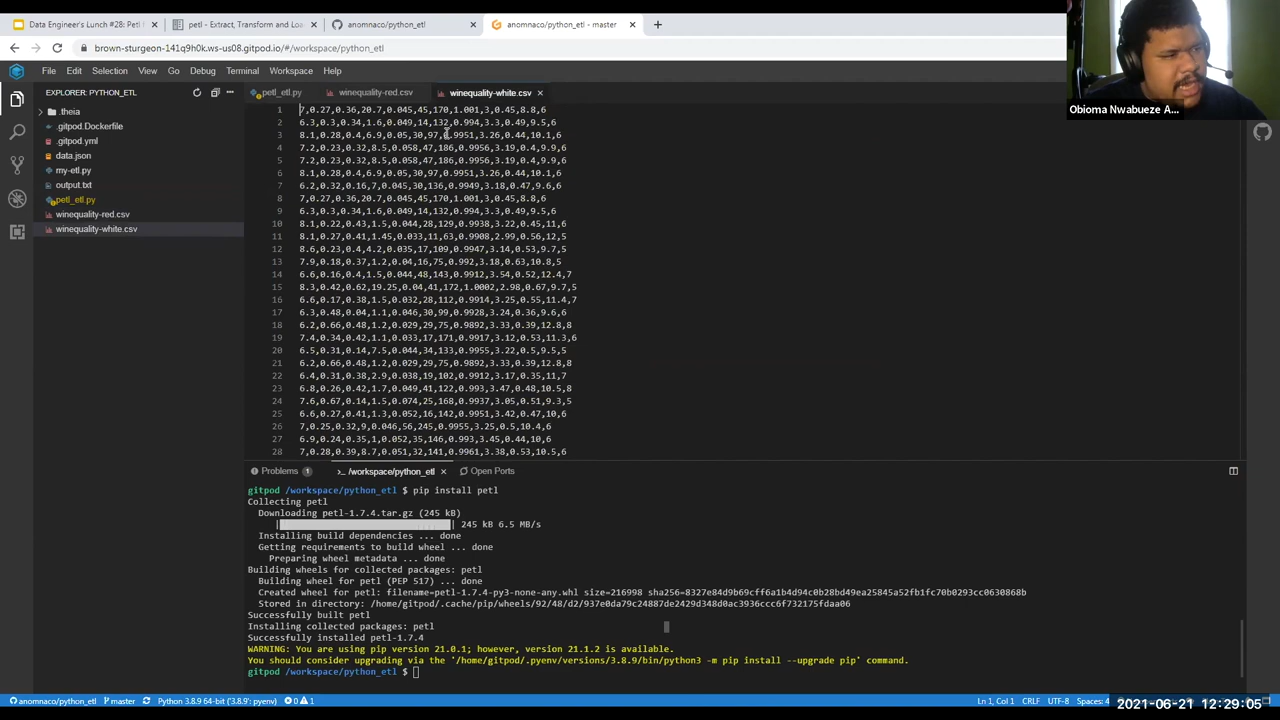 Data Engineer's Lunch #28: Petl f
petl - Extract, Transform and Loa
anomnaco/python_etl
anomnaco/python_etl - master
brown-sturgeon-141q9h0k.ws-us08.gitpod.io/#/workspace/python_etl
File Edit Selection View Go Debug Terminal Workspace Help
Obioma Nwabueze A...
EXPLORER: PYTHON_ETL
petl_etl.py
winequality-red.csv
winequality-white.csv
.theia
.gitpod.Dockerfile
.gitpod.yml
data.json
my-etl.py
output.txt
petl_etl.py
winequality-red.csv
winequality-white.csv
1 7,0.27,0.36,20.7,0.045,45,170,1.001,3,0.45,8.8,6
2 6.3,0.3,0.34,1.6,0.049,14,132,0.994,3.3,0.49,9.5,6
3 8.1,0.28,0.4,6.9,0.05,30,97,0.9951,3.26,0.44,10.1,6
4 7.2,0.23,0.32,8.5,0.058,47,186,0.9956,3.19,0.4,9.9,6
5 7.2,0.23,0.32,8.5,0.058,47,186,0.9956,3.19,0.4,9.9,6
6 8.1,0.28,0.4,6.9,0.05,30,97,0.9951,3.26,0.44,10.1,6
7 6.2,0.32,0.16,7,0.045,30,136,0.9949,3.18,0.47,9.6,6
8 7,0.27,0.36,20.7,0.045,45,170,1.001,3,0.45,8.8,6
9 6.3,0.3,0.34,1.6,0.049,14,132,0.994,3.3,0.49,9.5,6
10 8.1,0.22,0.43,1.5,0.044,28,129,0.9938,3.22,0.45,11,6
11 8.1,0.27,0.41,1.45,0.033,11,63,0.9908,2.99,0.56,12,5
12 8.6,0.23,0.4,4.2,0.035,17,109,0.9947,3.14,0.53,9.7,5
13 7.9,0.18,0.37,1.2,0.04,16,75,0.992,3.18,0.63,10.8,5
14 6.6,0.16,0.4,1.5,0.044,48,143,0.9912,3.54,0.52,12.4,7
15 8.3,0.42,0.62,19.25,0.04,41,172,1.0002,2.98,0.67,9.7,5
16 6.6,0.17,0.38,1.5,0.032,28,112,0.9914,3.25,0.55,11.4,7
17 6.3,0.48,0.04,1.1,0.046,30,99,0.9928,3.24,0.36,9.6,6
18 6.2,0.66,0.48,1.2,0.029,29,75,0.9892,3.33,0.39,12.8,8
19 7.4,0.34,0.42,1.1,0.033,17,171,0.9917,3.12,0.53,11.3,6
20 6.5,0.31,0.14,7.5,0.044,34,133,0.9955,3.22,0.5,9.5,5
21 6.2,0.66,0.48,1.2,0.029,29,75,0.9892,3.33,0.39,12.8,8
22 6.4,0.31,0.38,2.9,0.038,19,102,0.9912,3.17,0.35,11,7
23 6.8,0.26,0.42,1.7,0.049,41,122,0.993,3.47,0.48,10.5,8
24 7.6,0.67,0.14,1.5,0.074,25,168,0.9937,3.05,0.51,9.3,5
25 6.6,0.27,0.41,1.3,0.052,16,142,0.9951,3.42,0.47,10,6
26 7,0.25,0.32,9,0.046,56,245,0.9955,3.25,0.5,10.4,6
27 6.9,0.24,0.35,1,0.052,35,146,0.993,3.45,0.44,10,6
28 7,0.28,0.39,8.7,0.051,32,141,0.9961,3.38,0.53,10.5,6
Problems 1
>_ /workspace/python_etl
Open Ports
gitpod /workspace/python_etl $ pip install petl
Collecting petl
Downloading petl-1.7.4.tar.gz (245 kB)
245 kB 6.5 MB/s
Installing build dependencies ... done
Getting requirements to build wheel ... done
Preparing wheel metadata ... done
Building wheels for collected packages: petl
Building wheel for petl (PEP 517) ... done
Created wheel for petl: filename=petl-1.7.4-py3-none-any.whl size=216998 sha256=8327e84d9b69cff6a1b4d94c0b28bd49ea25845a52fb1fc70b0293cc0630868b
Stored in directory: /home/gitpod/.cache/pip/wheels/92/48/d2/937e0da79c24887de2429d348d0ac3936ccc6f732175fdaa06
Successfully built petl
Installing collected packages: petl
Successfully installed petl-1.7.4
WARNING: You are using pip version 21.0.1; however, version 21.1.2 is available.
You should consider upgrading via the '/home/gitpod/.pyenv/versions/3.8.9/bin/python3 -m pip install --upgrade pip' command.
gitpod /workspace/python_etl $
anomnaco/python_etl master Python 3.8.9 64-bit ('3.8.9': pyenv) 0 1 Ln 1, Col 1 CRLF UTF-8 Spaces: 4
2021-06-21 12:29:05